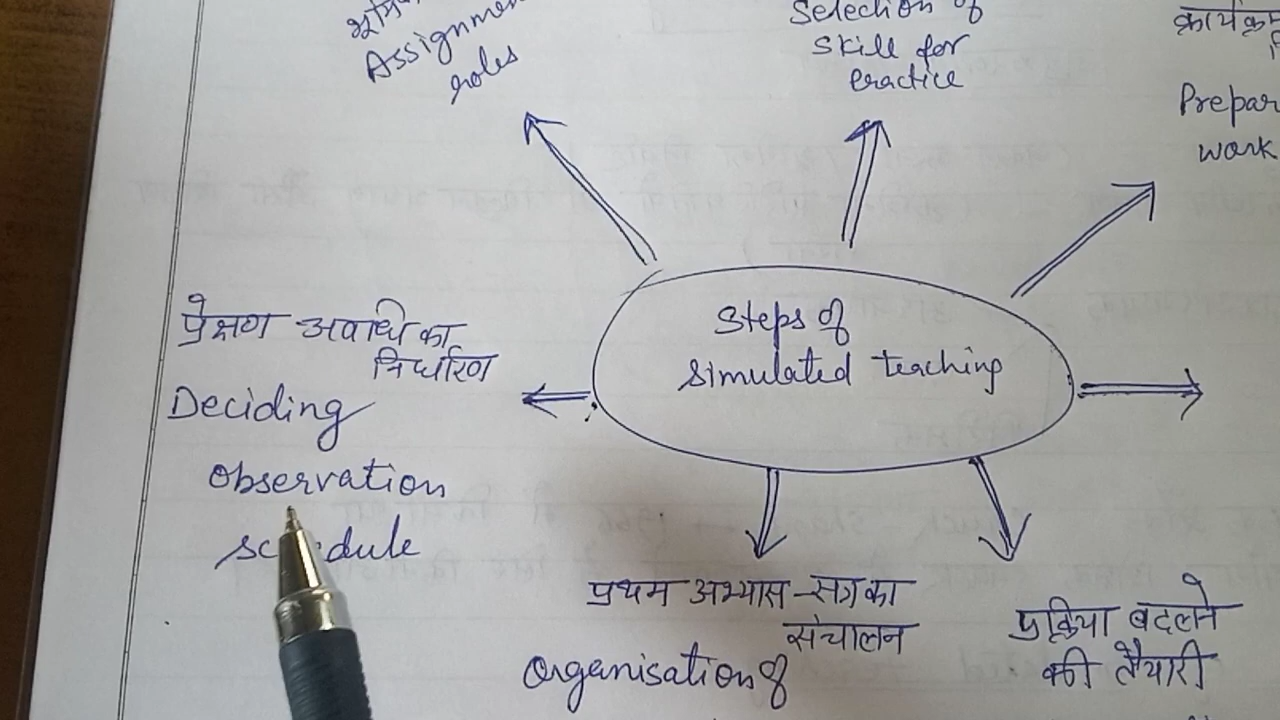 Assignment
roles
Selection of
skill for
Practice
work
Steps of
simulated teaching
प्रेक्षण अवधि का
निर्धारण
Deciding
observation
schedule
प्रथम अभ्यास-सत्र का
संचालन
Organisation of
प्रक्रिया बदलने
की तैयारी